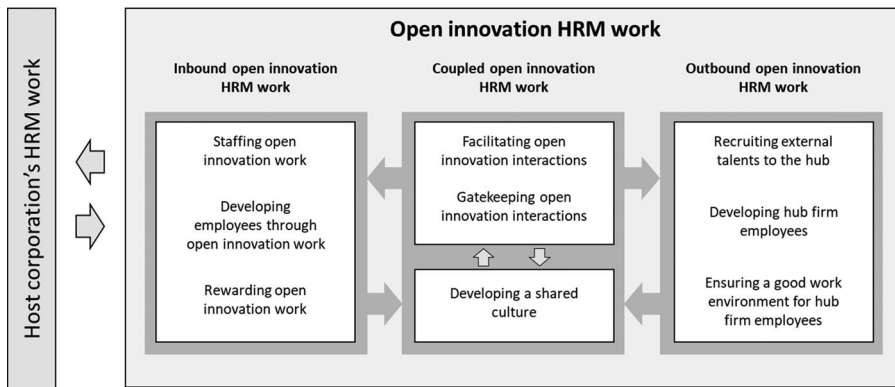 Host corporation's HRM work
Open innovation HRM work
Inbound open innovation
HRM work
Coupled open innovation
HRM work
Outbound open innovation
HRM work
Staffing open
innovation work
Developing
employees through
open innovation work
Rewarding open
innovation work
Facilitating open
innovation interactions
Gatekeeping open
innovation interactions
Developing a shared
culture
Recruiting external
talents to the hub
Developing hub firm
employees
Ensuring a good work
environment for hub
firm employees